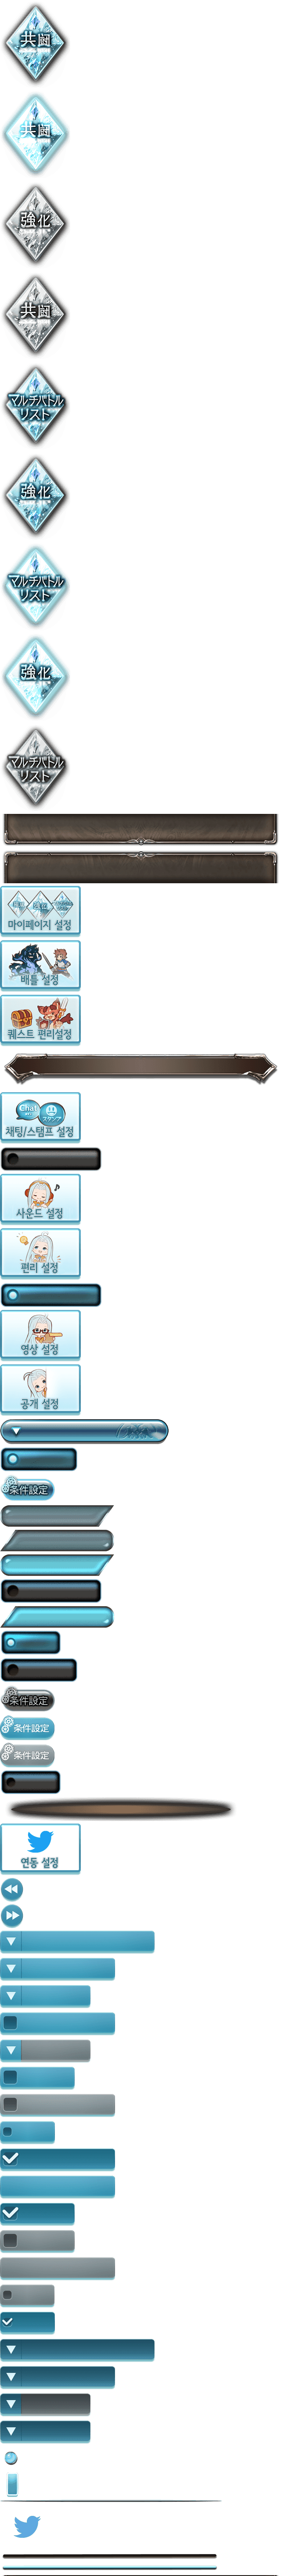 共闘
共闘
強化
共闘
マルチバトル
リスト
強化
マルチバトル
リスト
強化
マルチバトル
リスト
마이페이지 설정
배틀 설정
퀘스트 편리설정
Chat
スタンプ
채팅/스탬프 설정
사운드 설정
편리 설정
영상 설정
공개 설정
条件設定
条件設定
条件設定
条件設定
연동 설정